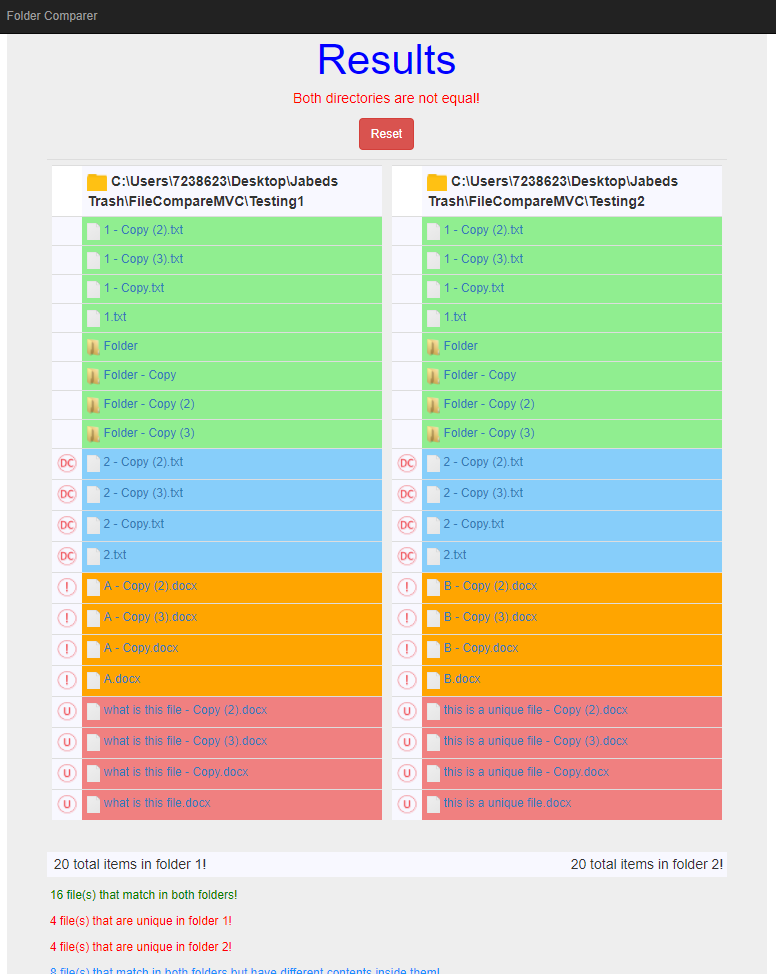 Folder Comparer
Results
Both directories are not equal!
Reset
C:\Users\7238623\Desktop\Jabeds
Trash\FileCompareMVC\Testing1
C:\Users\7238623\Desktop\Jabeds
Trash\FileCompareMVC\Testing2
1 - Copy (2).txt
1 - Copy (2).txt
1 - Copy (3).txt
1 - Copy (3).txt
1 - Copy.txt
1 - Copy.txt
1.txt
1.txt
Folder
Folder
Folder - Copy
Folder - Copy
Folder - Copy (2)
Folder - Copy (2)
Folder - Copy (3)
Folder - Copy (3)
DC 2 - Copy (2).txt
DC 2 - Copy (2).txt
DC 2 - Copy (3).txt
DC 2 - Copy (3).txt
DC 2 - Copy.txt
DC 2 - Copy.txt
DC 2.txt
DC 2.txt
! A - Copy (2).docx
! B - Copy (2).docx
! A - Copy (3).docx
! B - Copy (3).docx
! A - Copy.docx
! B - Copy.docx
! A.docx
! B.docx
U what is this file - Copy (2).docx
U this is a unique file - Copy (2).docx
U what is this file - Copy (3).docx
U this is a unique file - Copy (3).docx
U what is this file - Copy.docx
U this is a unique file - Copy.docx
U what is this file.docx
U this is a unique file.docx
20 total items in folder 1!
20 total items in folder 2!
16 file(s) that match in both folders!
4 file(s) that are unique in folder 1!
4 file(s) that are unique in folder 2!
8 file(s) that match in both folders but have different contents inside them!